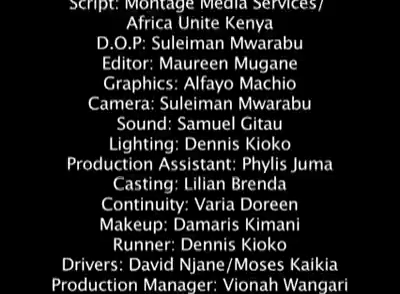 Script: Montage Media Services/
Africa Unite Kenya
D.O.P: Suleiman Mwarabu
Editor: Maureen Mugane
Graphics: Alfayo Machio
Camera: Suleiman Mwarabu
Sound: Samuel Gitau
Lighting: Dennis Kioko
Production Assistant: Phylis Juma
Casting: Lilian Brenda
Continuity: Varia Doreen
Makeup: Damaris Kimani
Runner: Dennis Kioko
Drivers: David Njane/Moses Kaikia
Production Manager: Vionah Wangari